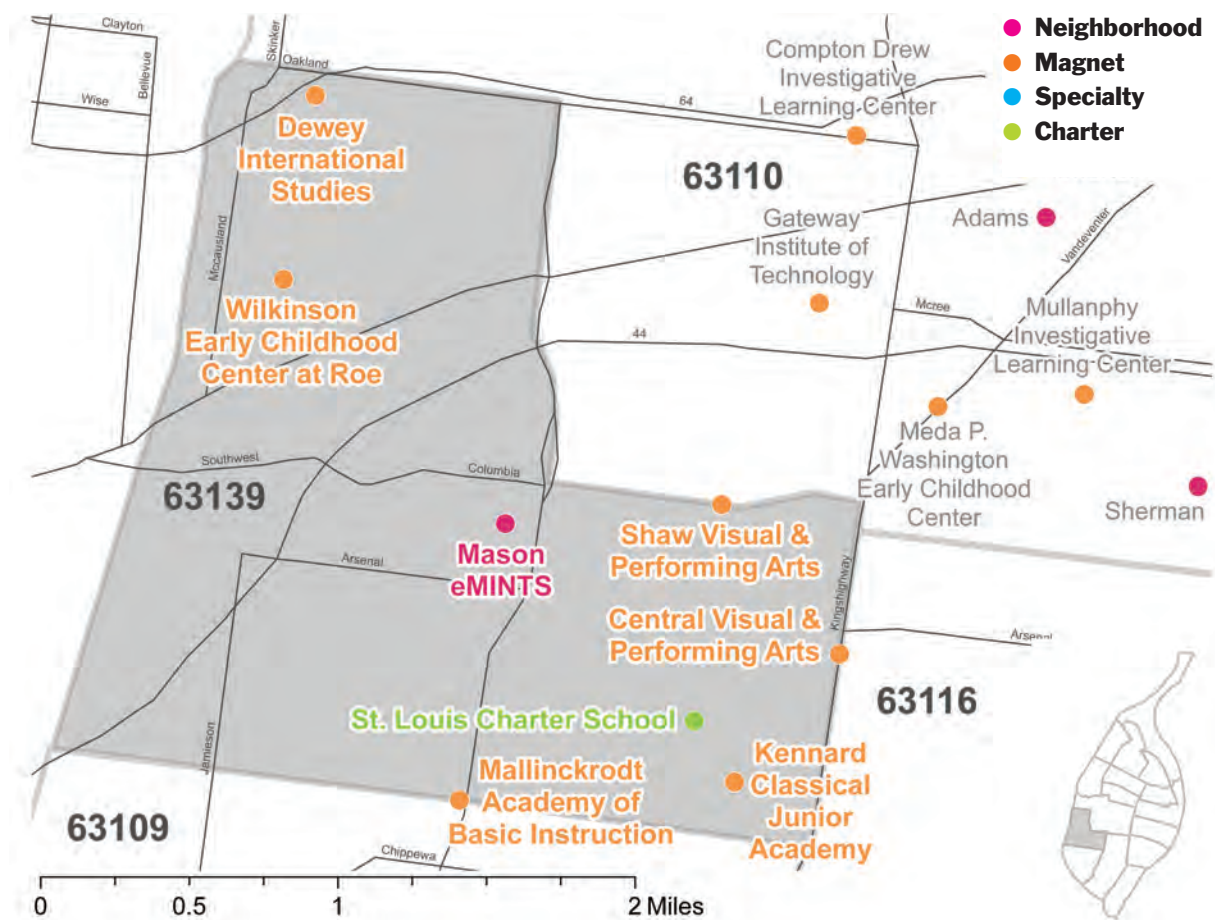 Clayton
Skinker
Oakland
Bellevue
Wise
Compton Drew
Investigative
Learning Center
64
Neighborhood
Magnet
Specialty
Charter
Dewey
International
Studies
63110
Adams
Vandeventer
Gateway
Institute of
Technology
Mccausland
Wilkinson
Early Childhood
Center at Roe
Mcree
Mullanphy
Investigative
Learning Center
44
Meda P.
Washington
Early Childhood
Center
Sherman
Southwest
Columbia
63139
Mason
eMINTS
Arsenal
Shaw Visual &
Performing Arts
Central Visual &
Performing Arts
Kingshighway
Arsenal
63116
St. Louis Charter School
Kennard
Classical
Junior
Academy
Jamieson
Mallinckrodt
Academy of
Basic Instruction
63109
Chippewa
0 0.5 1 2 Miles